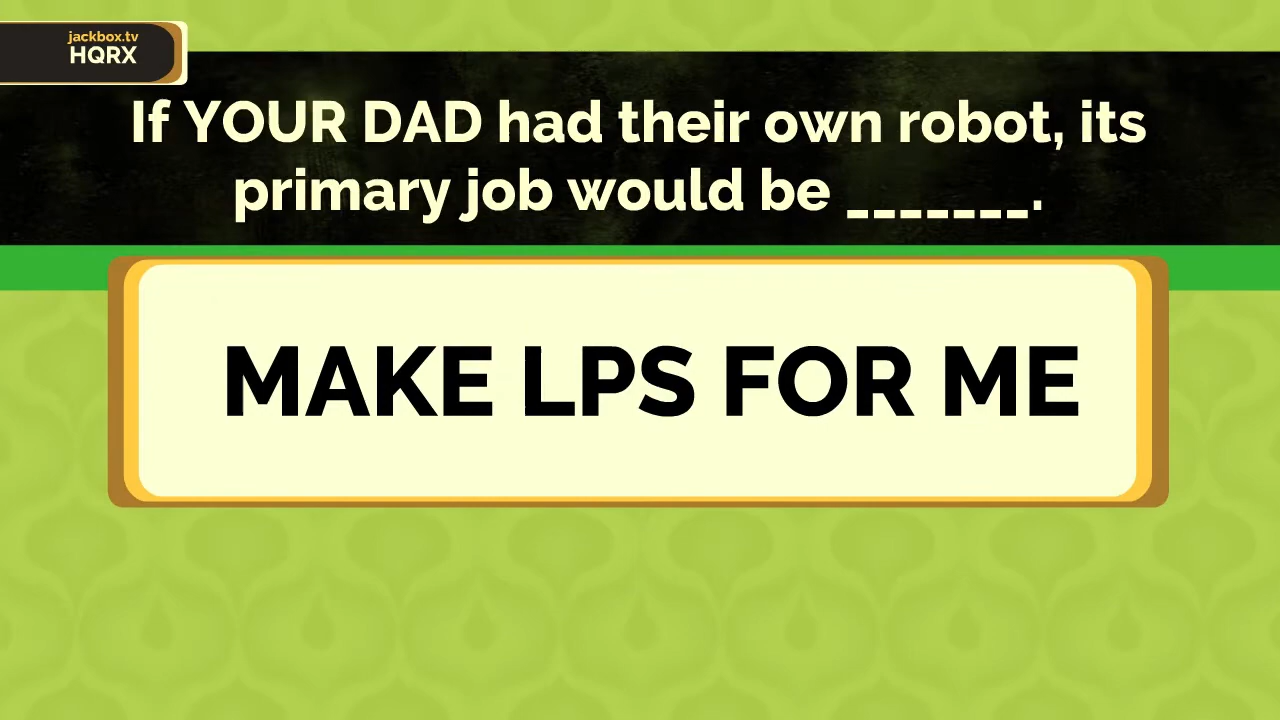 jackbox.tv
HQRX
If YOUR DAD had their own robot, its
primary job would be _______.
MAKE LPS FOR ME